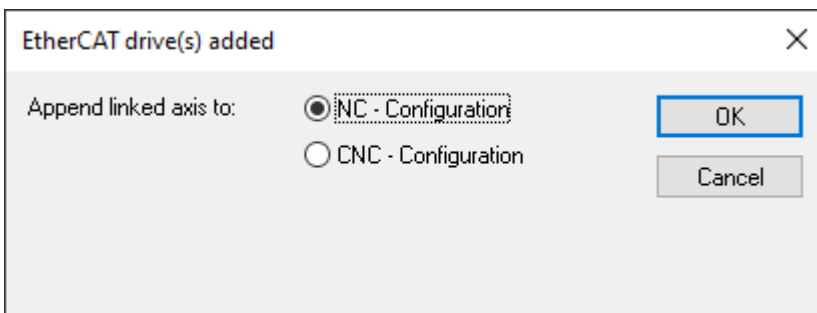 EtherCAT drive(s) added
Append linked axis to:
NC - Configuration
OK
CNC - Configuration
Cancel